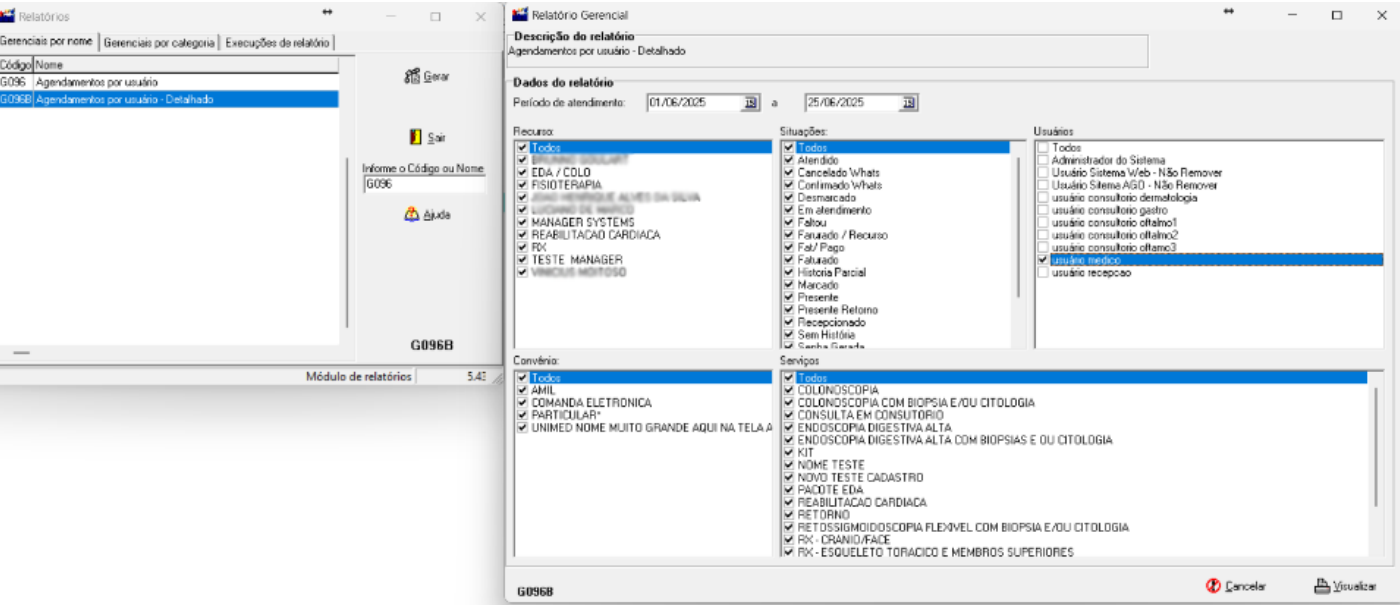 Relatórios
Gerenciais por nome Gerenciais por categoria Execuções de relatório
Código Nome
G096 Agendamentos por usuário
G096B Agendamentos por usuário - Detalhado
Gerar
Sair
Informe o Código ou Nome
G096
Ajuda
G096B
Módulo de relatórios 5.43
Relatório Gerencial
Descrição do relatório
Agendamentos por usuário - Detalhado
Dados do relatório
Período de atendimento: 01/06/2025 a 25/06/2025
Recurso:
Todos
EDA / COLO
FISIOTERAPIA
MANAGER SYSTEMS
REABILITACAO CARDIACA
RX
TESTE MANAGER
Situações:
Todos
Atendido
Cancelado Whats
Confirmado Whats
Desmarcado
Em atendimento
Faltou
Farurado / Recurso
Fat/ Pago
Faturado
Historia Parcial
Marcado
Presente
Presente Retorno
Recepcionado
Sem História
Senha Gerada
Usuários
Todos
Administrador do Sistema
Usuário Sistema Web - Não Remover
Usuário Sitema AGO - Não Remover
usuário consultorio dermatologia
usuário consultorio gastro
usuário consultorio oftalmo1
usuário consultorio oftalmo2
usuário consultorio oftamo3
usuário medico
usuário recepcao
Convênio:
Todos
AMIL
COMANDA ELETRONICA
PARTICULAR*
UNIMED NOME MUITO GRANDE AQUI NA TELA A
Serviços
Todos
COLONOSCOPIA
COLONOSCOPIA COM BIOPSIA E/OU CITOLOGIA
CONSULTA EM CONSUTORIO
ENDOSCOPIA DIGESTIVA ALTA
ENDOSCOPIA DIGESTIVA ALTA COM BIOPSIAS E OU CITOLOGIA
KIT
NOME TESTE
NOVO TESTE CADASTRO
PACOTE EDA
REABILITACAO CARDIACA
RETORNO
RETOSSIGMOIDOSCOPIA FLEXIVEL COM BIOPSIA E/OU CITOLOGIA
RX - CRANIO/FACE
RX - ESQUELETO TORACICO E MEMBROS SUPERIORES
G096B
Cancelar
Visualizar